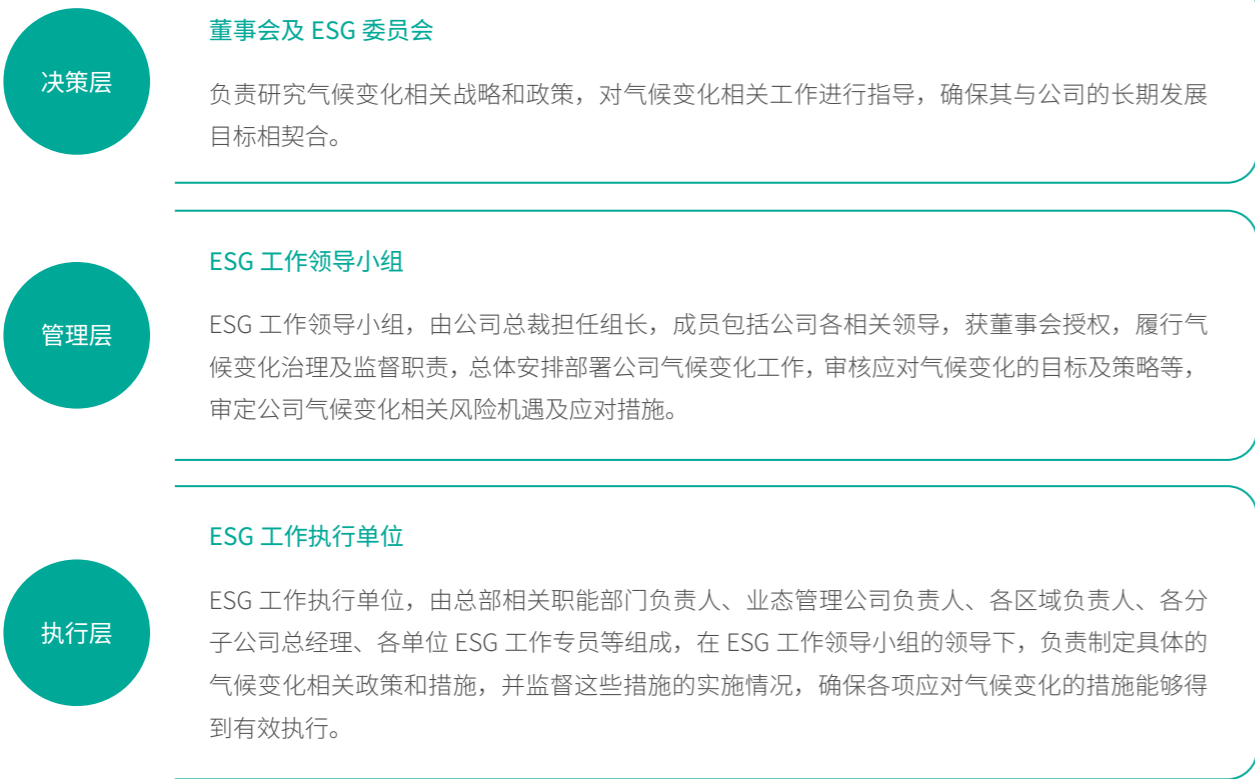 决策层
董事会及 ESG 委员会
负责研究气候变化相关战略和政策，对气候变化相关工作进行指导，确保其与公司的长期发展
目标相契合。
管理层
ESG 工作领导小组
ESG 工作领导小组，由公司总裁担任组长，成员包括公司各相关领导，获董事会授权，履行气
候变化治理及监督职责，总体安排部署公司气候变化工作，审核应对气候变化的目标及策略等，
审定公司气候变化相关风险机遇及应对措施。
执行层
ESG 工作执行单位
ESG 工作执行单位，由总部相关职能部门负责人、业态管理公司负责人、各区域负责人、各分
子公司总经理、各单位 ESG 工作专员等组成，在 ESG 工作领导小组的领导下，负责制定具体的
气候变化相关政策和措施，并监督这些措施的实施情况，确保各项应对气候变化的措施能够得
到有效执行。